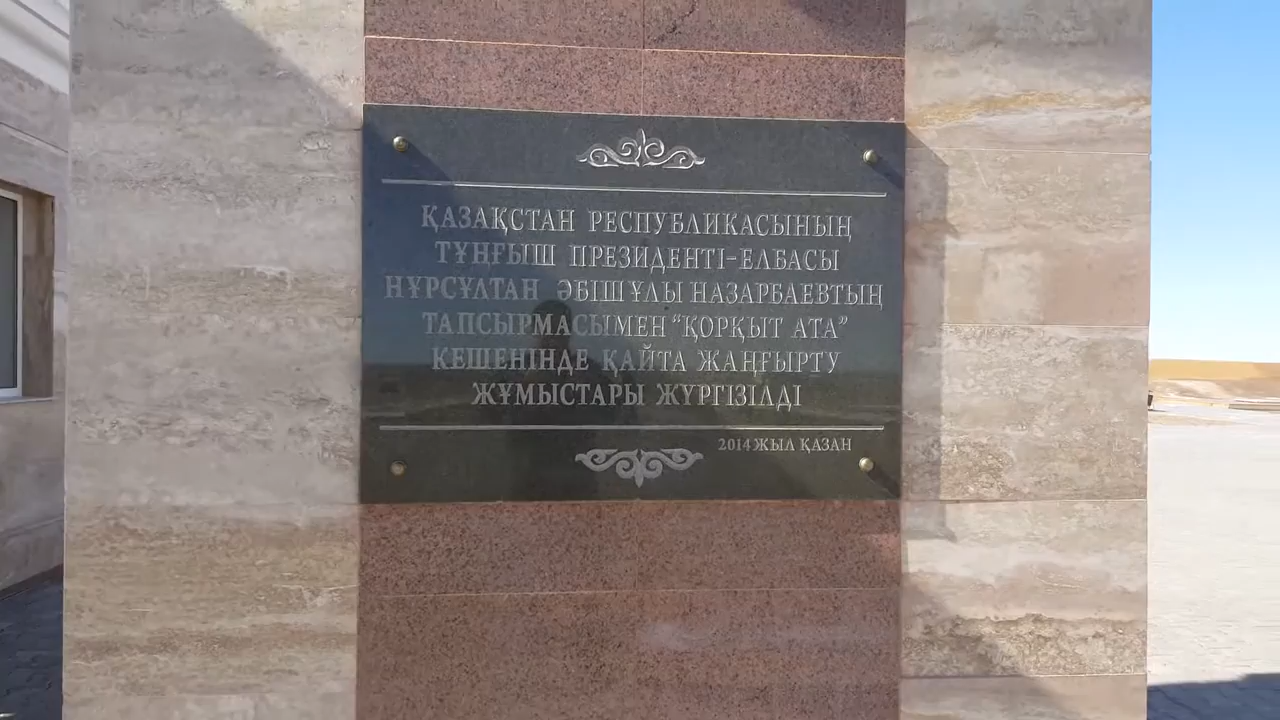 ҚАЗАҚСТАН РЕСПУБЛИКАСЫНЫҢ
ТҰҢҒЫШ ПРЕЗИДЕНТІ-ЕЛБАСЫ
НҰРСҰЛТАН ӘБІШҰЛЫ НАЗАРБАЕВТЫҢ
ТАПСЫРМАСЫМЕН “ҚОРҚЫТ АТА”
КЕШЕНІНДЕ ҚАЙТА ЖАҢҒЫРТУ
ЖҰМЫСТАРЫ ЖҮРГІЗІЛДІ
2014 ЖЫЛ ҚАЗАН